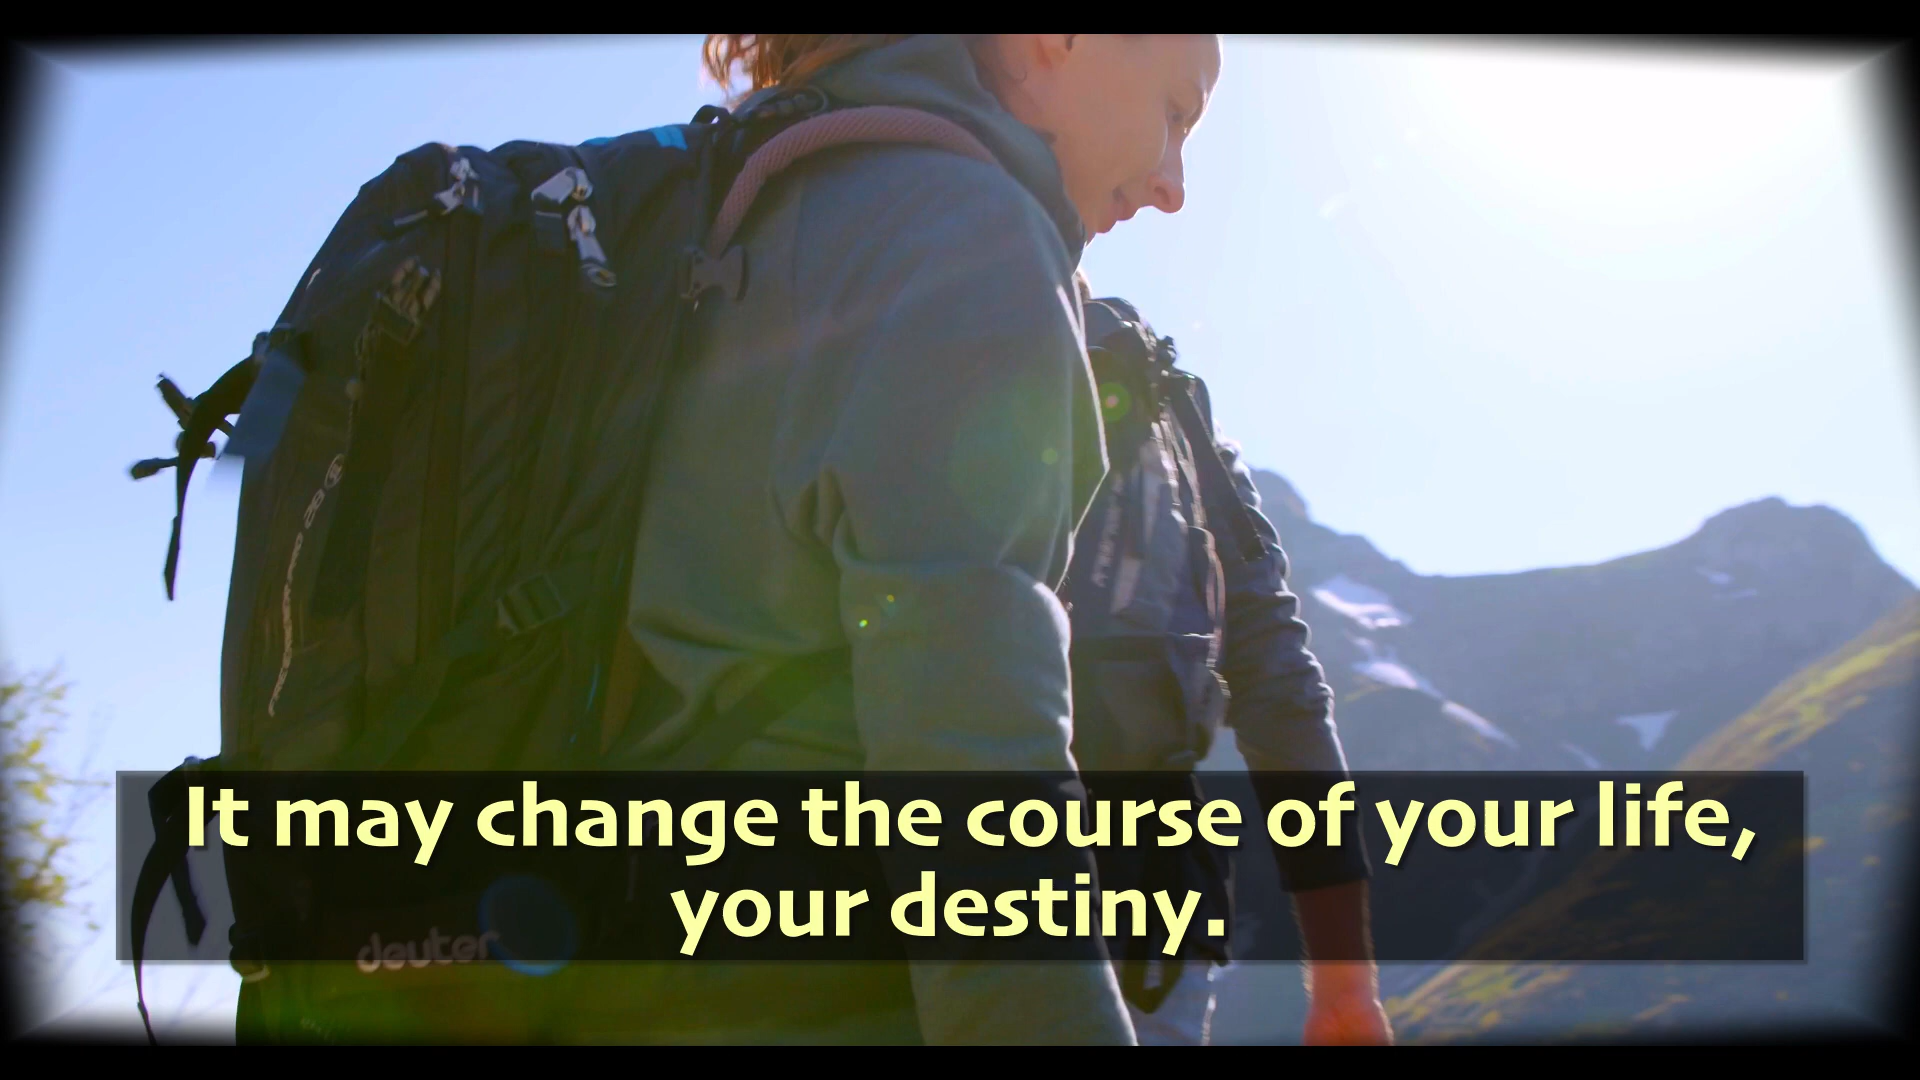 It may change the course of your life,
your destiny.
deuter